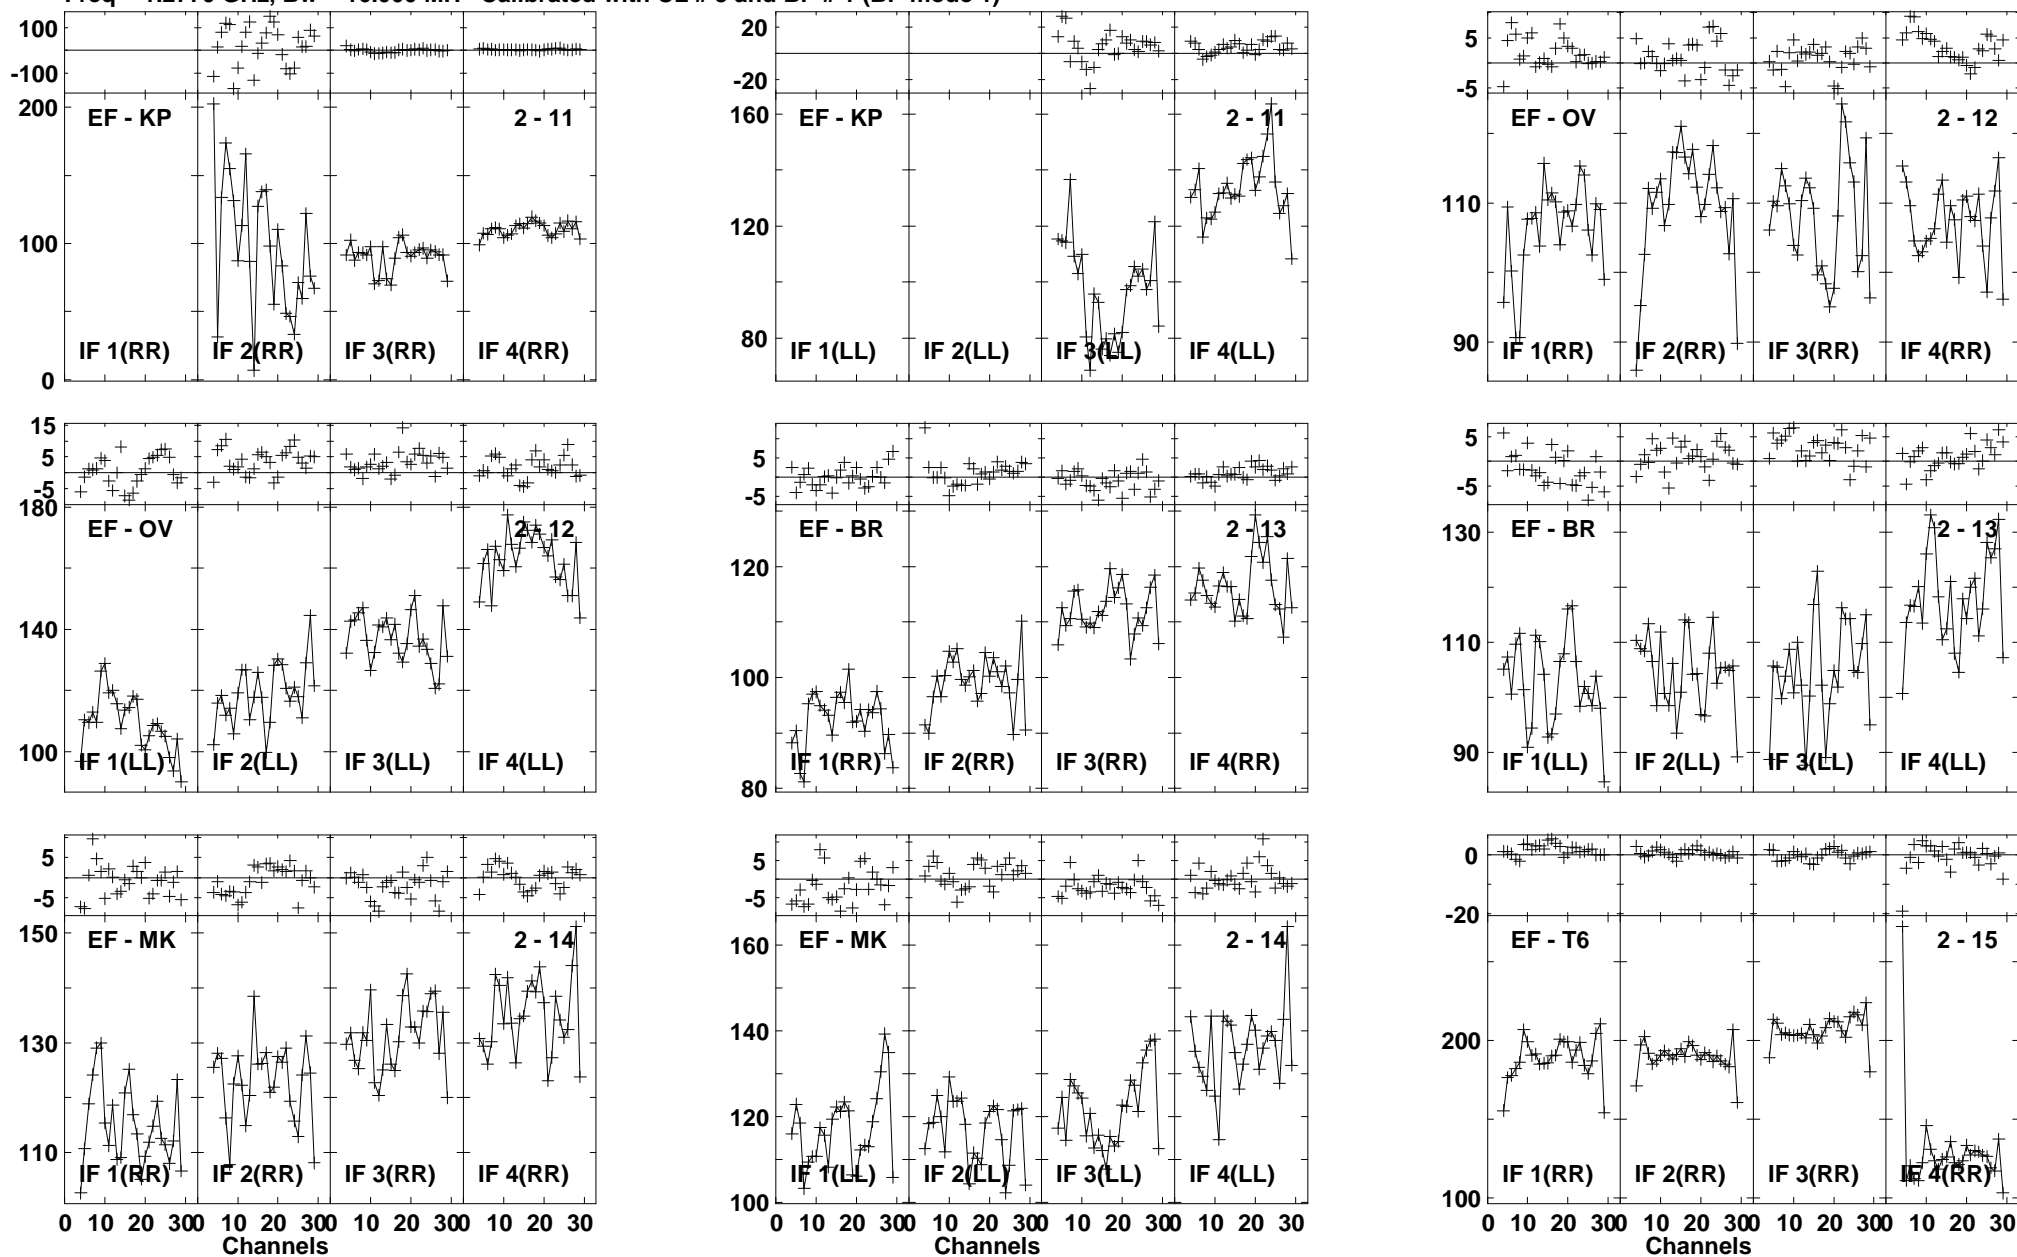 100
-100
200
100
0
EF - KP
2 - 11
IF 1(RR)
IF 2(RR)
IF 3(RR)
IF 4(RR)
20
-20
160
120
80
EF - KP
2 - 11
IF 1(LL)
IF 2(LL)
IF 3(LL)
IF 4(LL)
5
-5
110
90
EF - OV
2 - 12
IF 1(RR)
IF 2(RR)
IF 3(RR)
IF 4(RR)
15
5
-5
180
140
100
EF - OV
2 - 12
IF 1(LL)
IF 2(LL)
IF 3(LL)
IF 4(LL)
5
-5
120
100
80
EF - BR
2 - 13
IF 1(RR)
IF 2(RR)
IF 3(RR)
IF 4(RR)
5
-5
130
110
90
EF - BR
2 - 13
IF 1(LL)
IF 2(LL)
IF 3(LL)
IF 4(LL)
5
-5
150
130
110
EF - MK
2 - 14
IF 1(RR)
IF 2(RR)
IF 3(RR)
IF 4(RR)
0 10 20 30 0 10 20 30 0 10 20 30 0 10 20 30
Channels
5
-5
160
140
120
100
EF - MK
2 - 14
IF 1(LL)
IF 2(LL)
IF 3(LL)
IF 4(LL)
0 10 20 30 0 10 20 30 0 10 20 30 0 10 20 30
Channels
0
-20
200
100
EF - T6
2 - 15
IF 1(RR)
IF 2(RR)
IF 3(RR)
IF 4(RR)
0 10 20 30 0 10 20 30 0 10 20 30 0 10 20 30
Channels